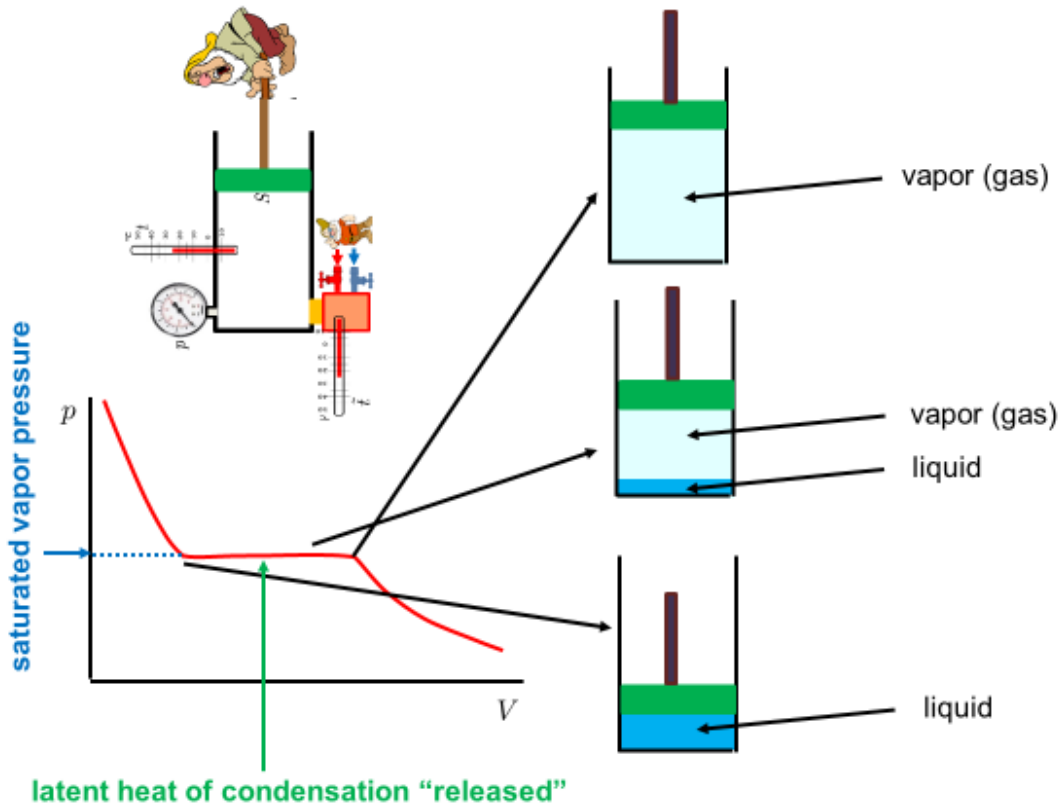 S
p
t
vapor (gas)
vapor (gas)
liquid
saturated vapor pressure
p
V
liquid
latent heat of condensation “released”